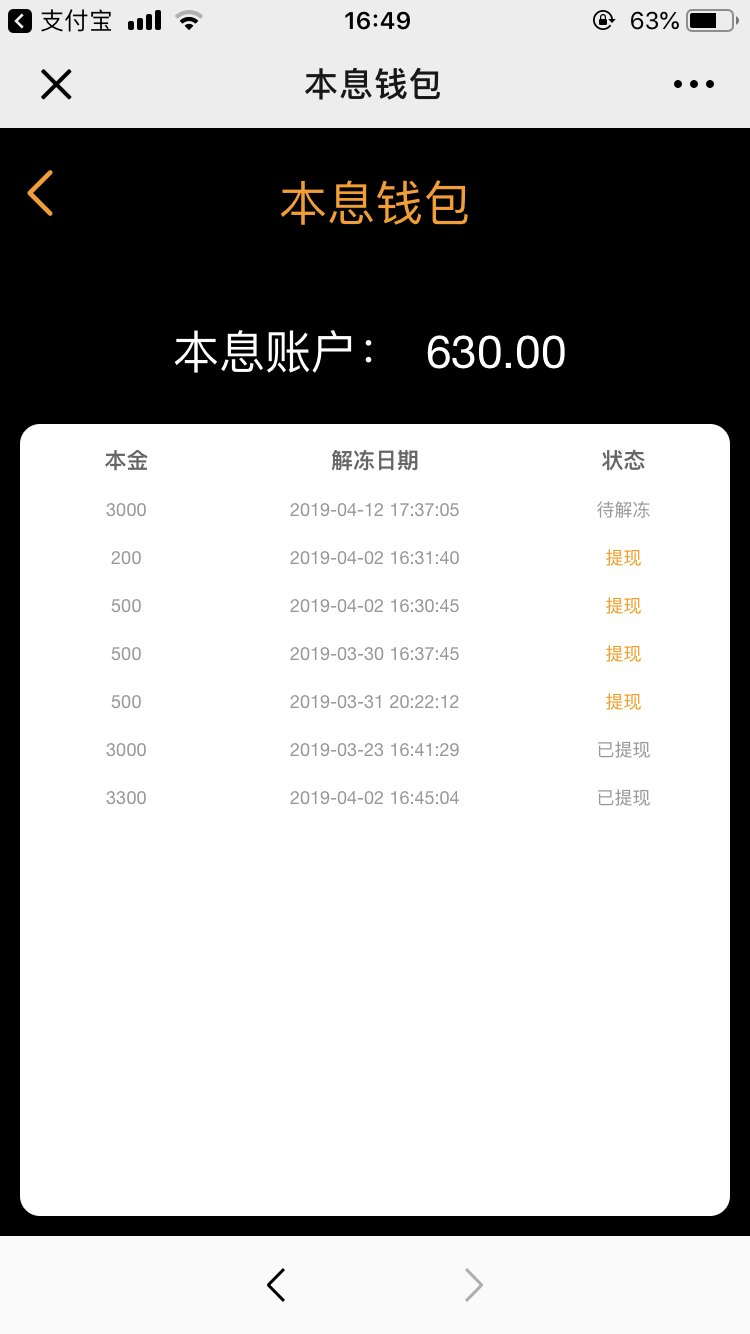 支付宝 16:49 63%
本息钱包
本息钱包
本息账户： 630.00
本金 解冻日期 状态
3000 2019-04-12 17:37:05 待解冻
200 2019-04-02 16:31:40 提现
500 2019-04-02 16:30:45 提现
500 2019-03-30 16:37:45 提现
500 2019-03-31 20:22:12 提现
3000 2019-03-23 16:41:29 已提现
3300 2019-04-02 16:45:04 已提现